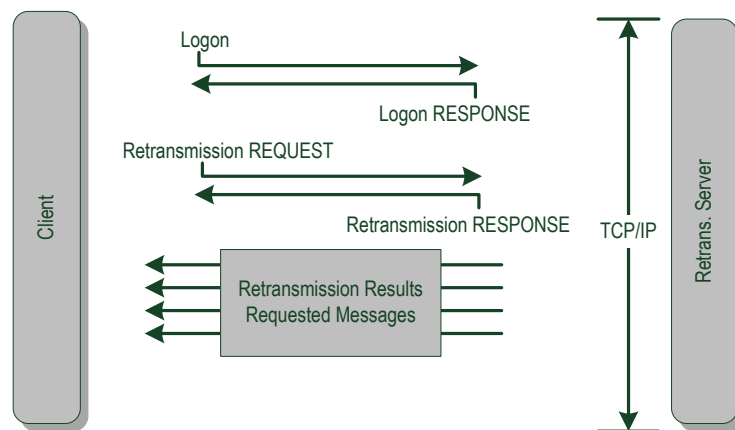 Logon
Logon RESPONSE
Retransmission REQUEST
Retransmission RESPONSE
Client
TCP/IP
Retrans. Server
Retransmission Results
Requested Messages